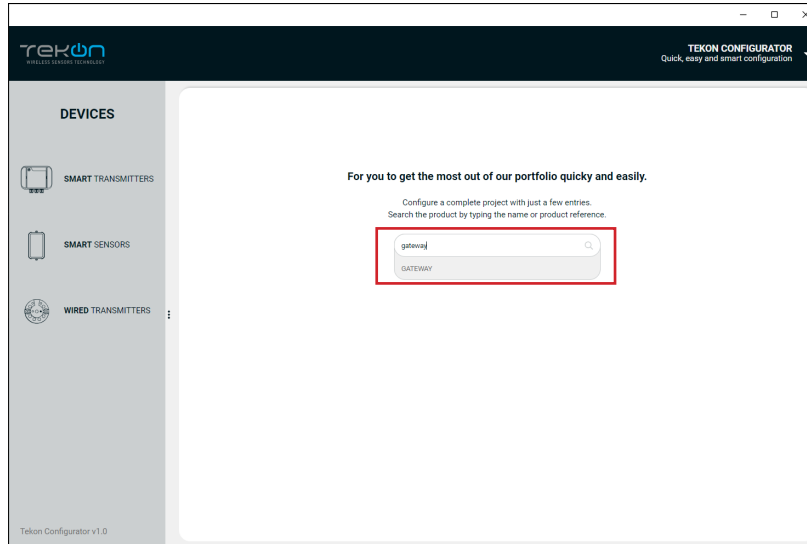 TEKON
WIRELESS SENSORS TECHNOLOGY
TEKON CONFIGURATOR
Quick, easy and smart configuration
DEVICES
SMART TRANSMITTERS
SMART SENSORS
WIRED TRANSMITTERS
For you to get the most out of our portfolio quicky and easily.
Configure a complete project with just a few entries.
Search the product by typing the name or product reference.
gateway
GATEWAY
Tekon Configurator v1.0